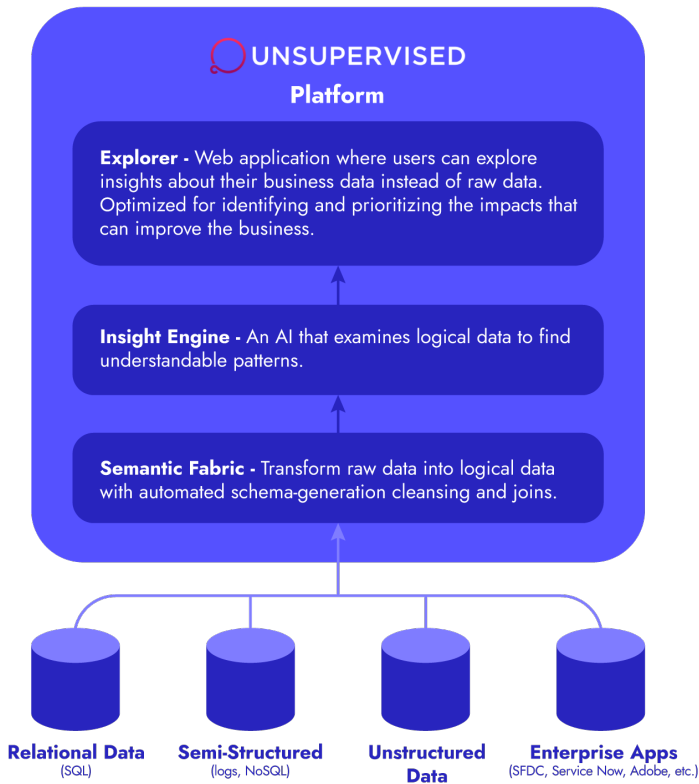 UNSUPERVISED
Platform
Explorer - Web application where users can explore
insights about their business data instead of raw data.
Optimized for identifying and prioritizing the impacts that
can improve the business.
Insight Engine - An AI that examines logical data to find
understandable patterns.
Semantic Fabric - Transform raw data into logical data
with automated schema-generation cleansing and joins.
Relational Data
(SQL)
Semi-Structured
(logs, NoSQL)
Unstructured
Data
Enterprise Apps
(SFDC, Service Now, Adobe, etc.)